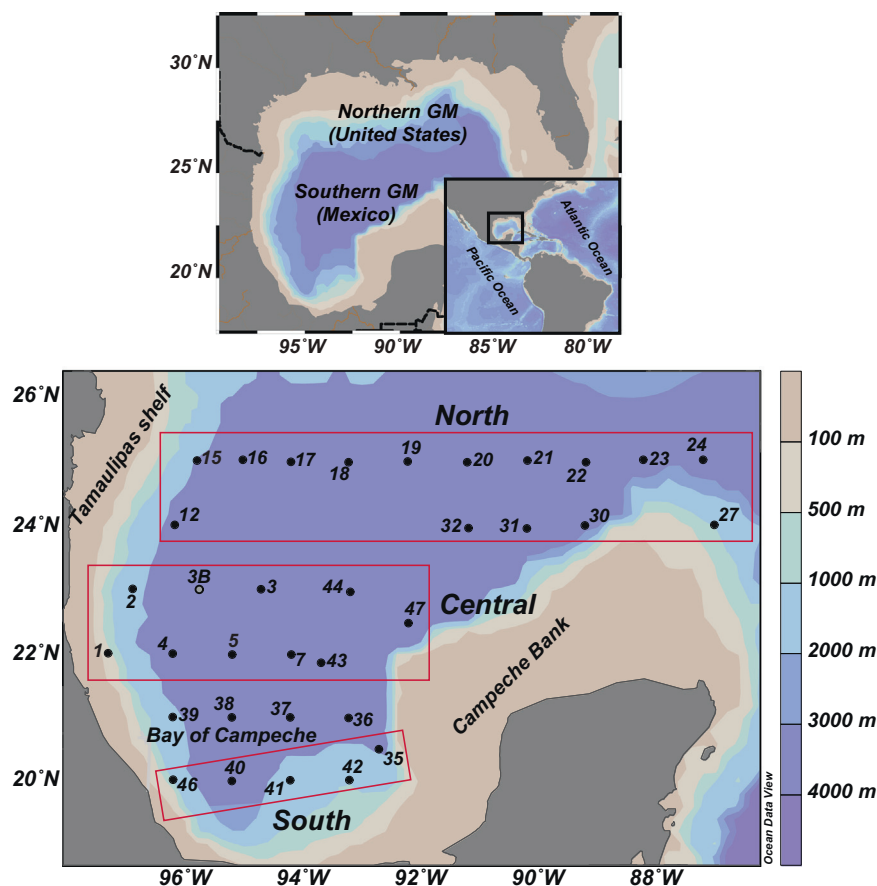 30˚N
25˚N
20˚N
Northern GM
(United States)
Southern GM
(Mexico)
Atlantic Ocean
Pacific Ocean
95˚W
90˚W
85˚W
80˚W
26˚N
24˚N
22˚N
20˚N
Tamaulipas shelf
North
15
16
17
18
19
20
21
22
23
24
12
32
31
30
27
2
3B
3
44
47
Central
1
4
5
7
43
Campeche Bank
39
38
37
36
Bay of Campeche
35
46
40
41
42
South
Ocean Data View
96˚W
94˚W
92˚W
90˚W
88˚W
100 m
500 m
1000 m
2000 m
3000 m
4000 m